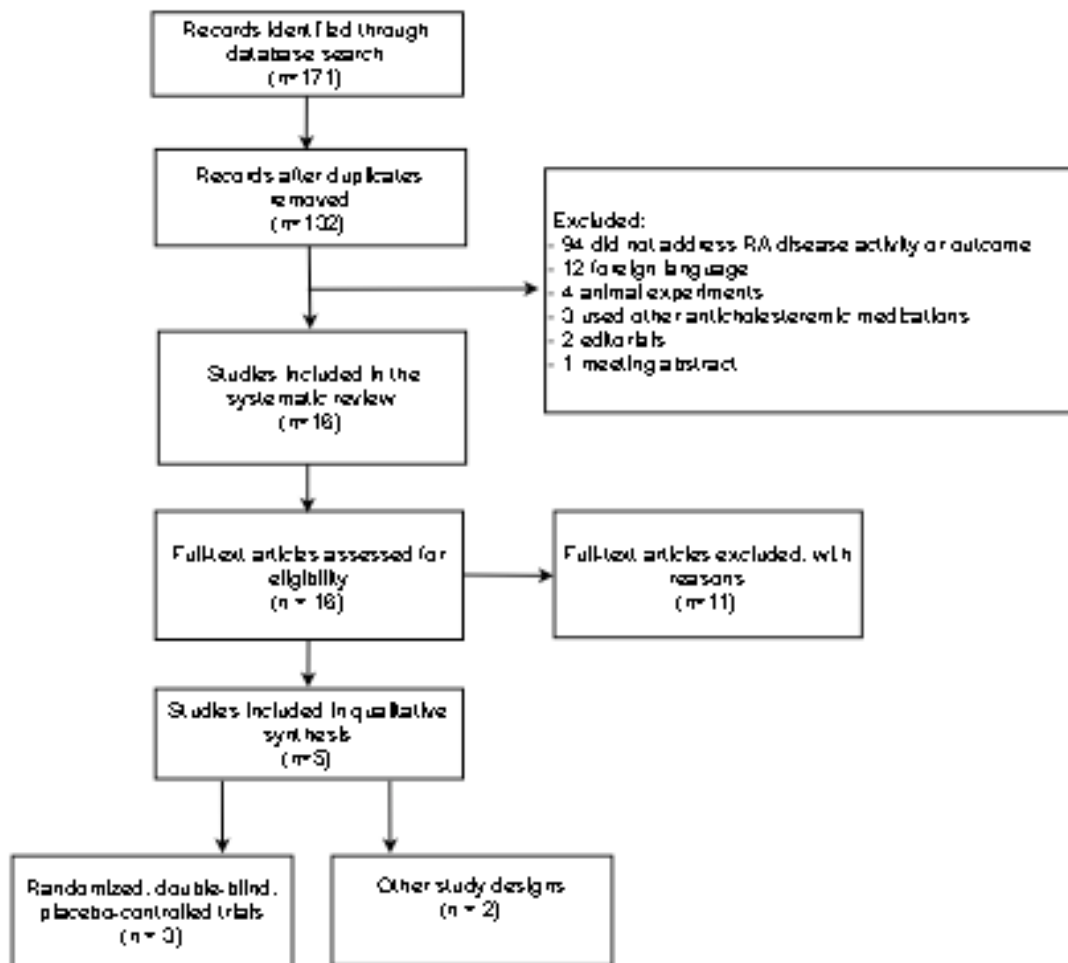 Records identified through
database search
(n=171)
Records after duplicates
removed
(n=132)
Excluded:
- 94 did not address RA disease activity or outcome
- 12 foreign language
- 4 animal experiments
- 3 used other anticholesteremic medications
- 2 editorials
- 1 meeting abstract
Studies included in the
systematic review
(n=16)
Full-text articles assessed for
eligibility
(n = 16)
Full-text articles excluded, with
reasons
(n=11)
Studies included in qualitative
synthesis
(n=5)
Randomized, double-blind,
placebo-controlled trials
(n = 3)
Other study designs
(n = 2)